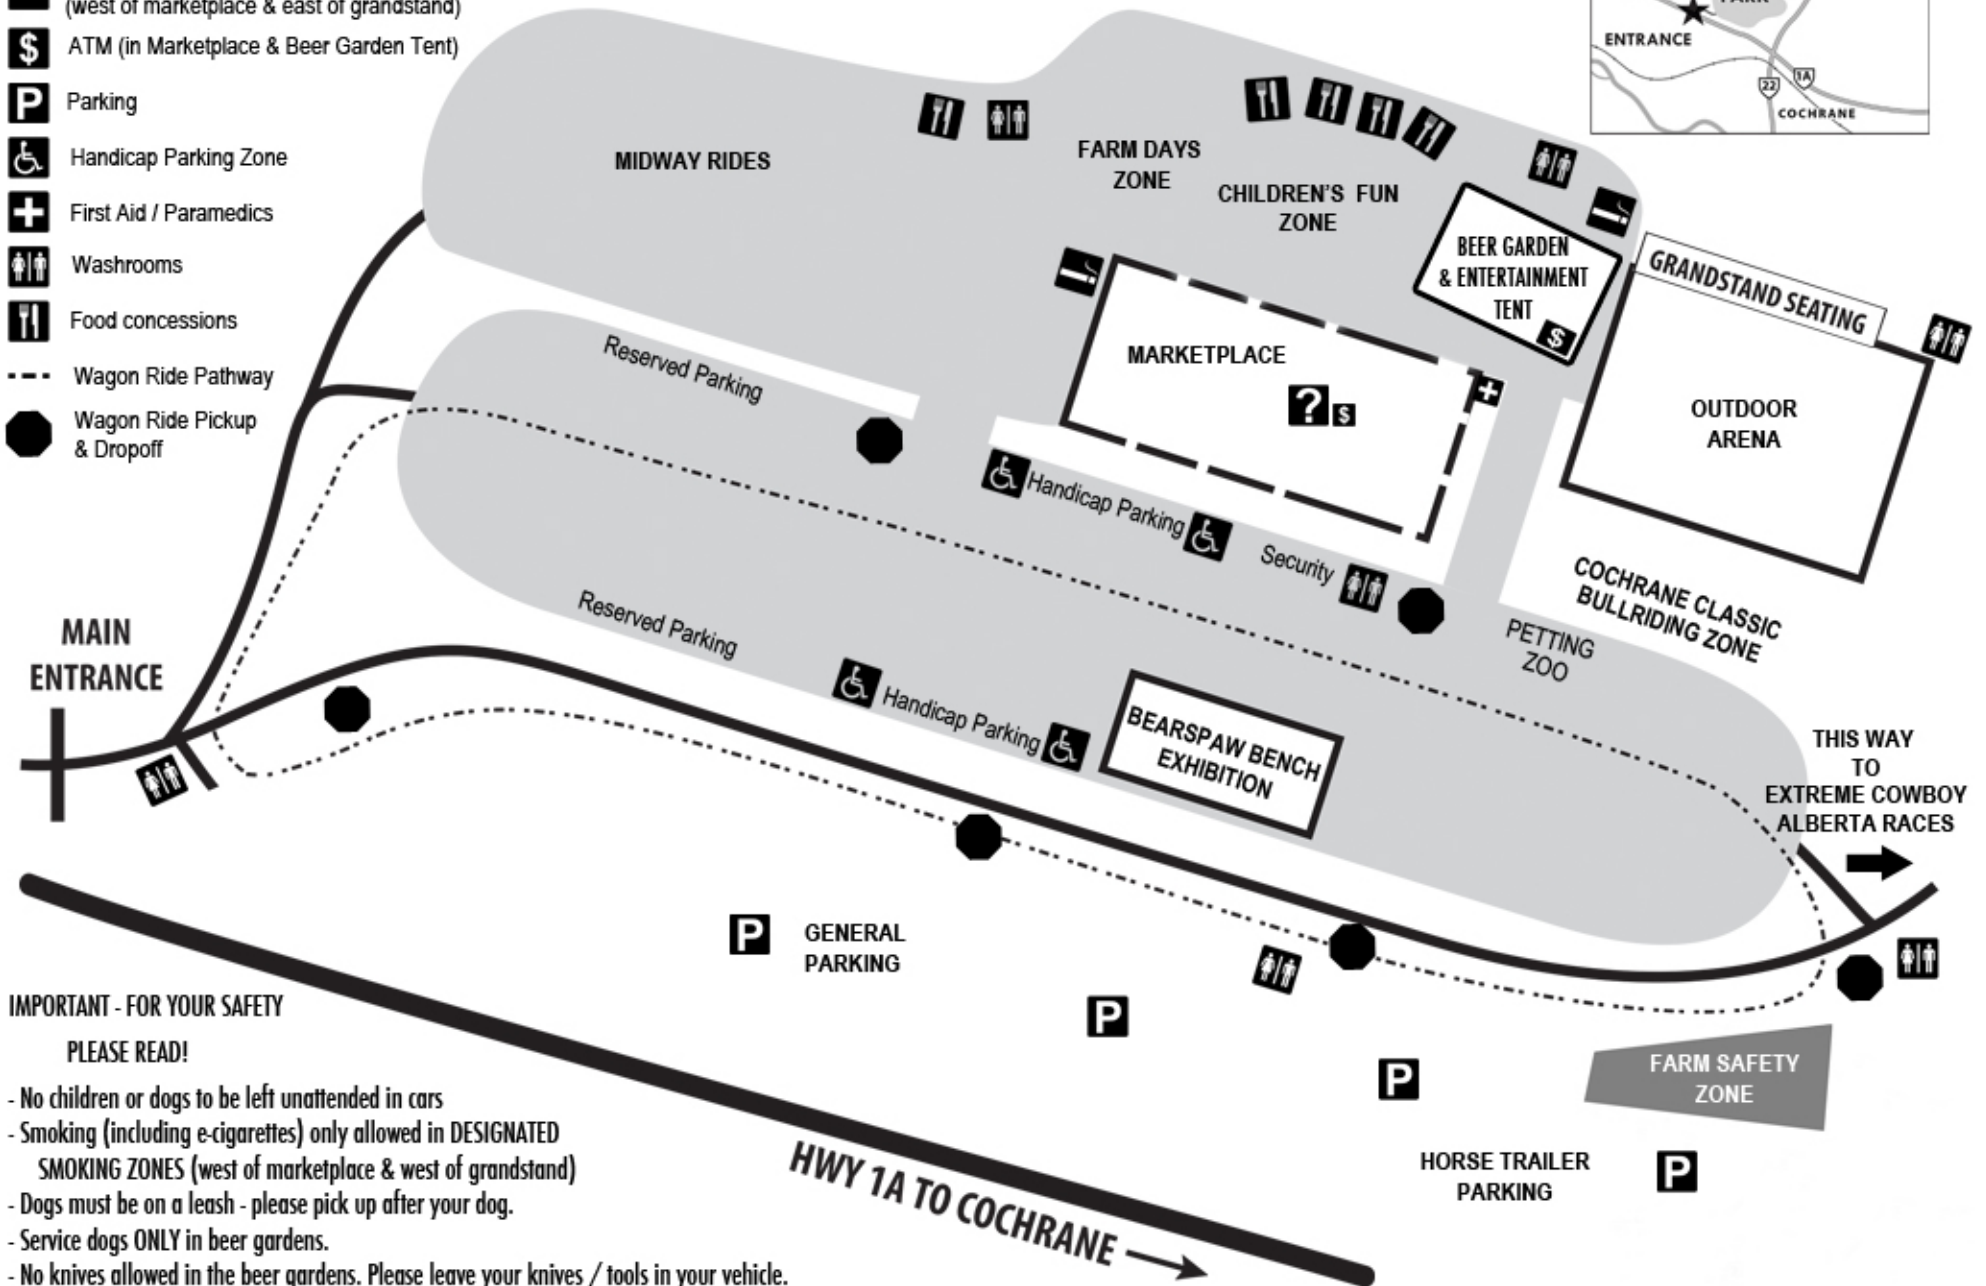 (west of marketplace & east of grandstand)
$ ATM (in Marketplace & Beer Garden Tent)
P Parking
Handicap Parking Zone
First Aid / Paramedics
Washrooms
Food concessions
Wagon Ride Pathway
Wagon Ride Pickup
& Dropoff
PARK
ENTRANCE
22
1A
COCHRANE
MIDWAY RIDES
FARM DAYS
ZONE
CHILDREN'S FUN
ZONE
BEER GARDEN
& ENTERTAINMENT
TENT
$
GRANDSTAND SEATING
MARKETPLACE
? $
OUTDOOR
ARENA
Reserved Parking
Handicap Parking
Security
COCHRANE CLASSIC
BULLRIDING ZONE
PETTING
ZOO
Reserved Parking
Handicap Parking
BEARSPAW BENCH
EXHIBITION
MAIN
ENTRANCE
THIS WAY
TO
EXTREME COWBOY
ALBERTA RACES
P
GENERAL
PARKING
P
P
FARM SAFETY
ZONE
HORSE TRAILER
PARKING
P
HWY 1A TO COCHRANE
IMPORTANT - FOR YOUR SAFETY
PLEASE READ!
- No children or dogs to be left unattended in cars
- Smoking (including e-cigarettes) only allowed in DESIGNATED
SMOKING ZONES (west of marketplace & west of grandstand)
- Dogs must be on a leash - please pick up after your dog.
- Service dogs ONLY in beer gardens.
- No knives allowed in the beer gardens. Please leave your knives / tools in your vehicle.